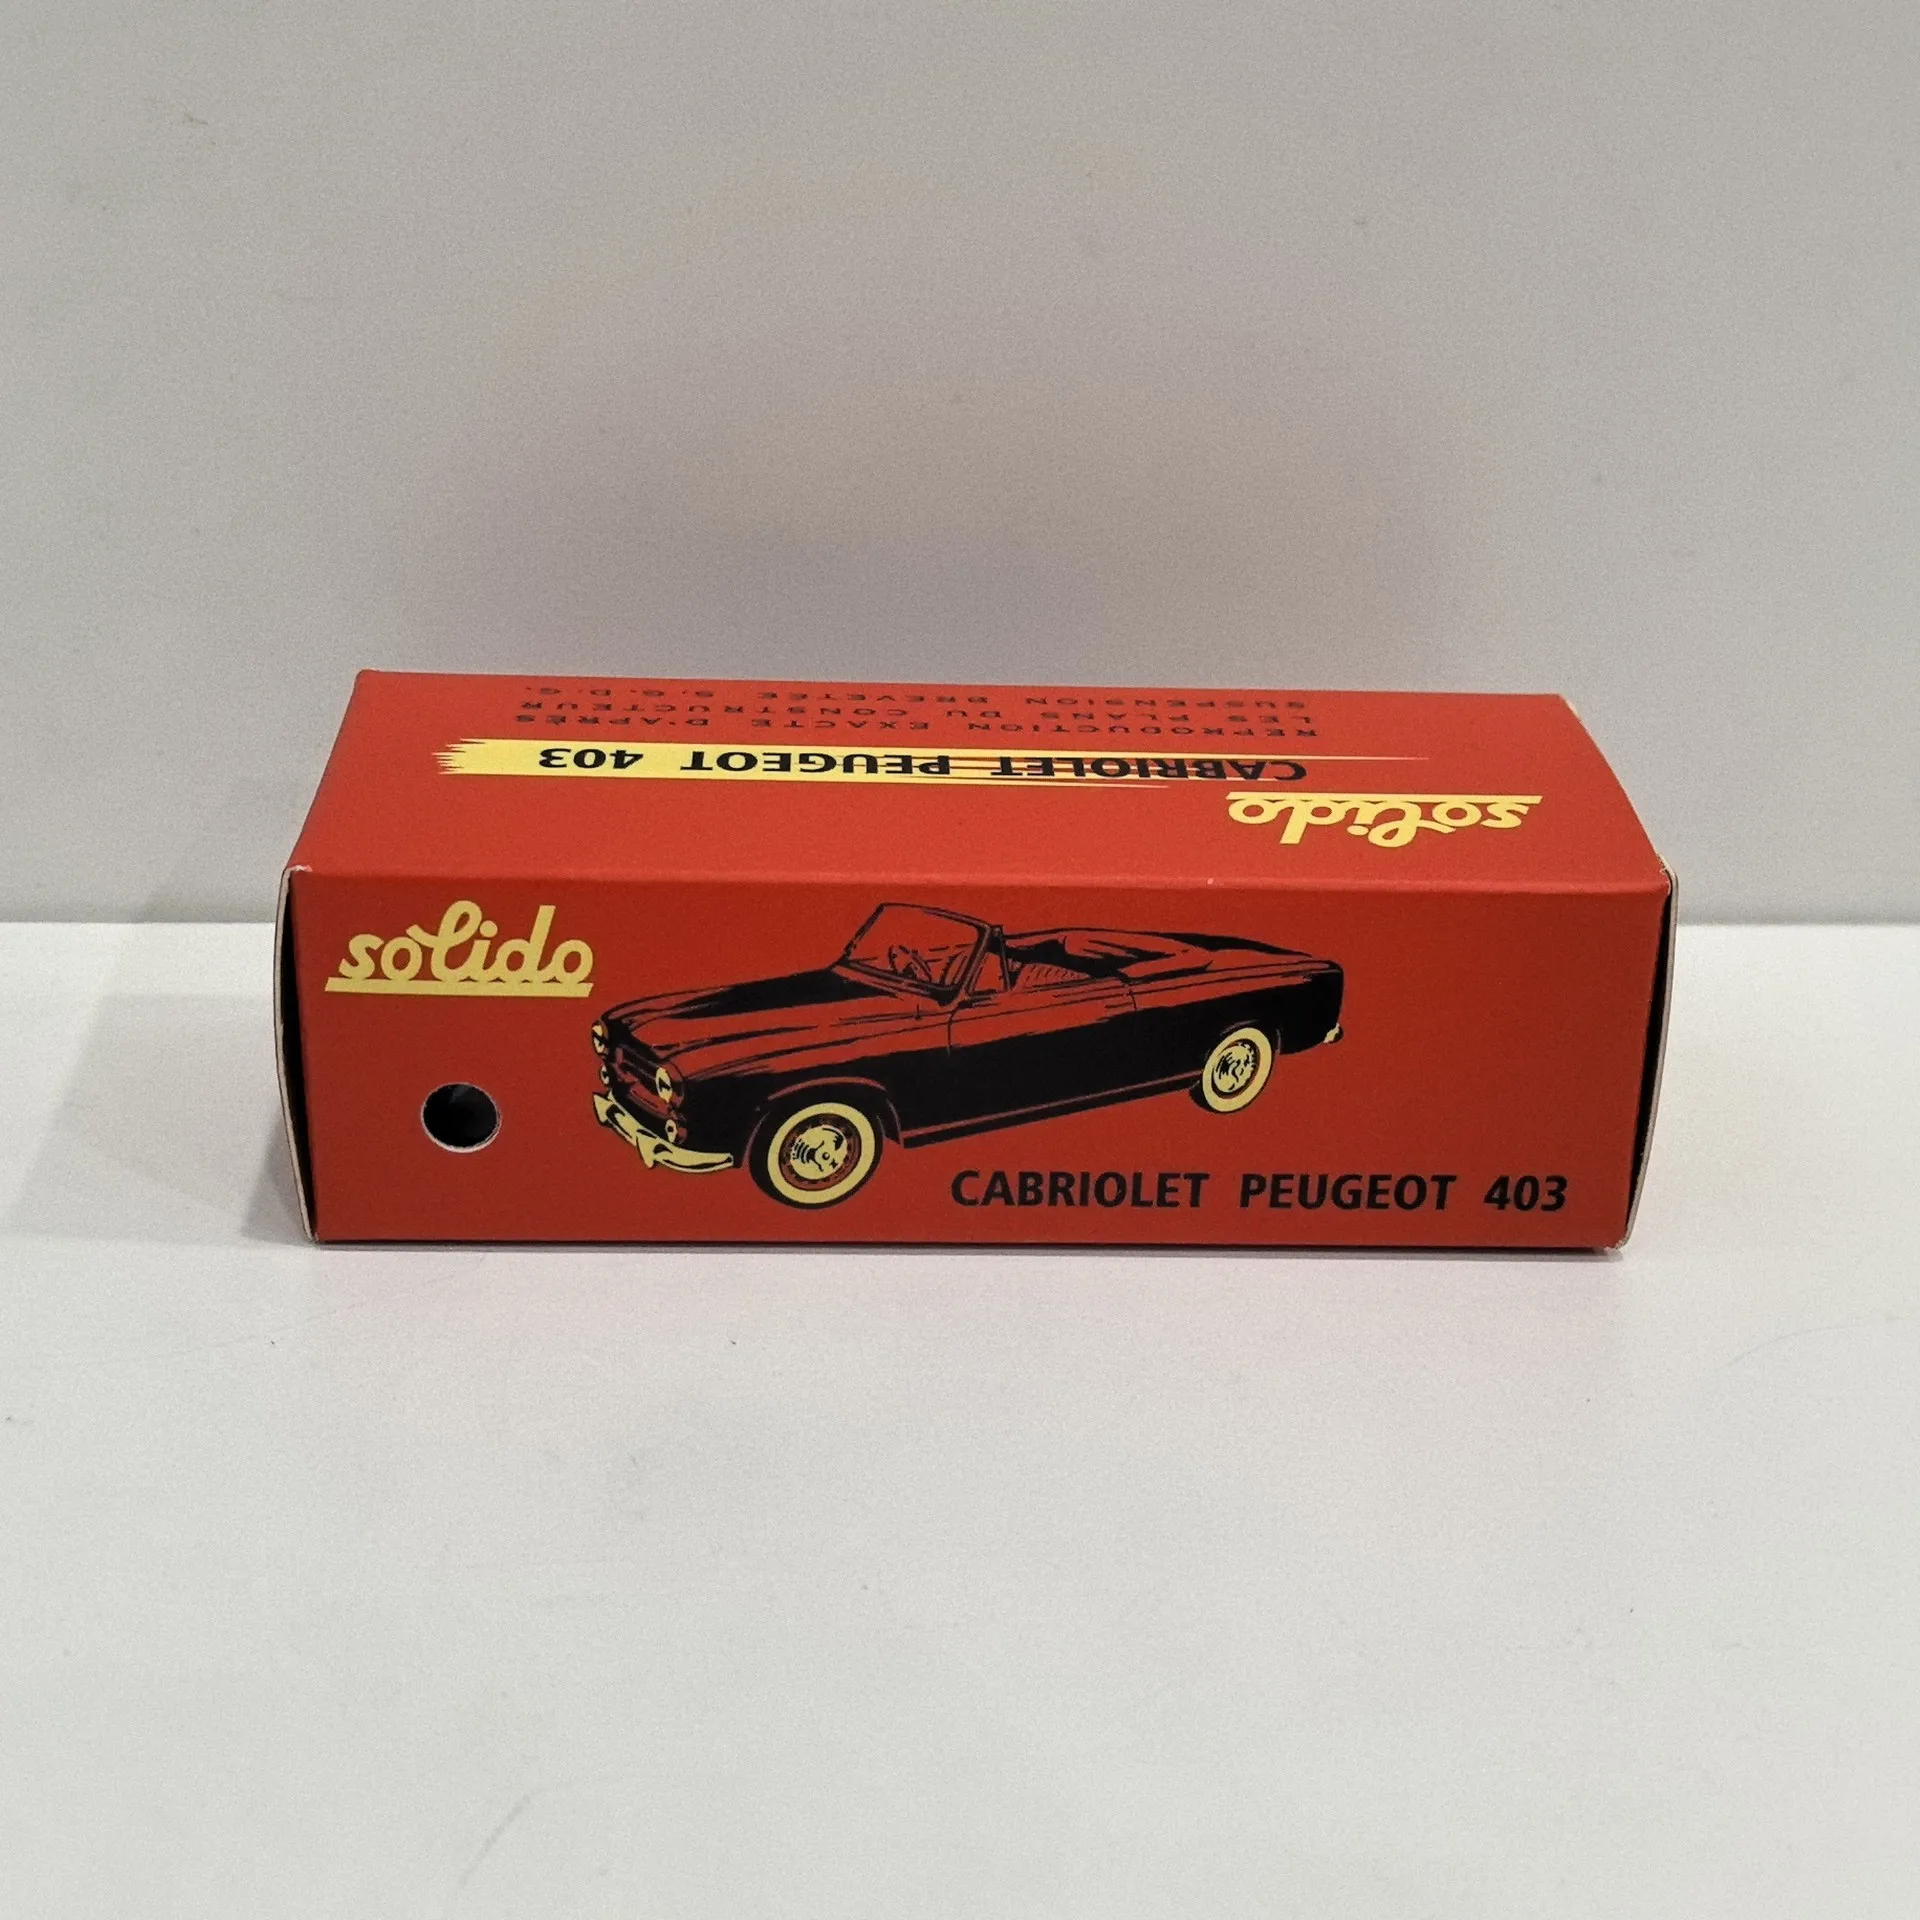 solido
CABRIOLET PEUGEOT 403
REPRODUCTION EXACTE D'APRÈS
LES PLANS DU CONSTRUCTEUR
SUSPENSION BREVETÉE S.G.D.G.
solido
CABRIOLET PEUGEOT 403